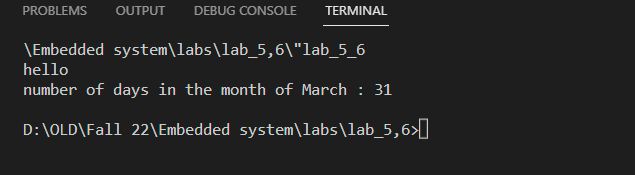 PROBLEMS OUTPUT DEBUG CONSOLE TERMINAL
\Embedded system\labs\lab_5,6\"lab_5_6
hello
number of days in the month of March : 31
D:\OLD\Fall 22\Embedded system\labs\lab_5,6>